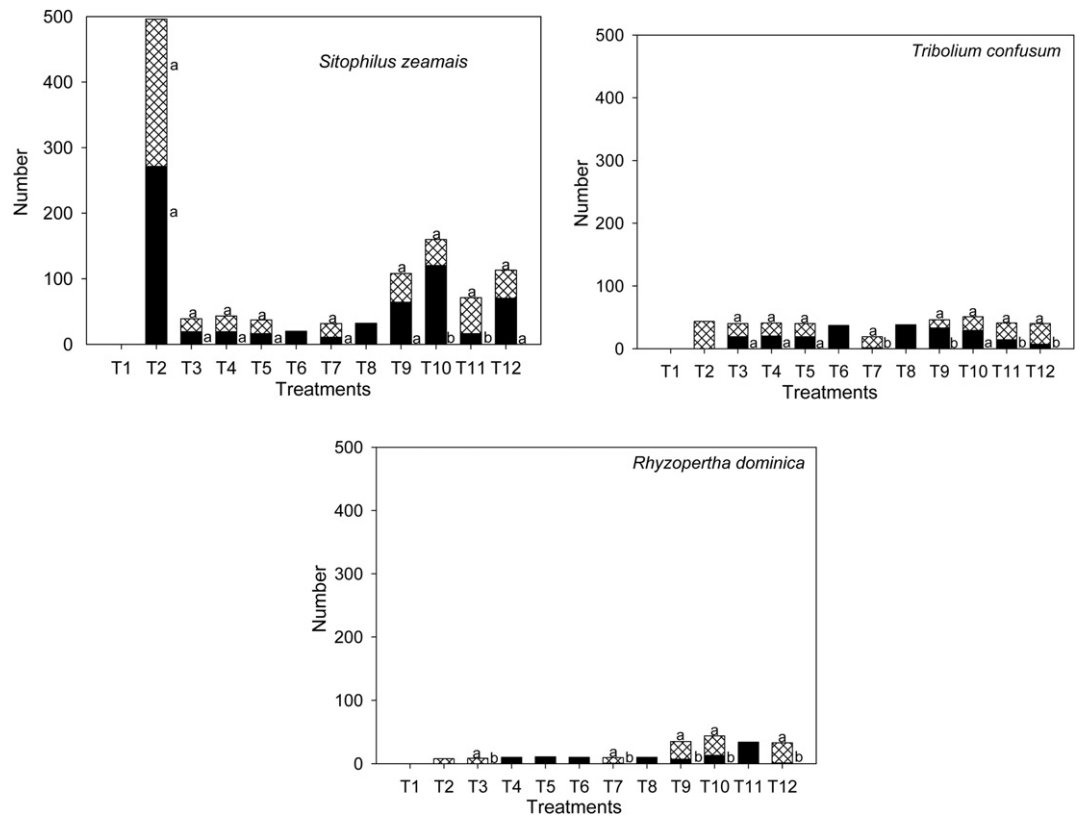 Sitophilus zeamais
Number
500
400
300
200
100
0
a
a
a a
a a
a a
a a
a a
a b
a b
a a
T1 T2 T3 T4 T5 T6 T7 T8 T9 T10 T11 T12
Treatments
Tribolium confusum
Number
500
400
300
200
100
0
a a
a a
a a
a b
a b
a a
a b
a b
T1 T2 T3 T4 T5 T6 T7 T8 T9 T10 T11 T12
Treatments
Rhyzopertha dominica
Number
500
400
300
200
100
0
a b
a b
a b
a b
a b
T1 T2 T3 T4 T5 T6 T7 T8 T9 T10 T11 T12
Treatments